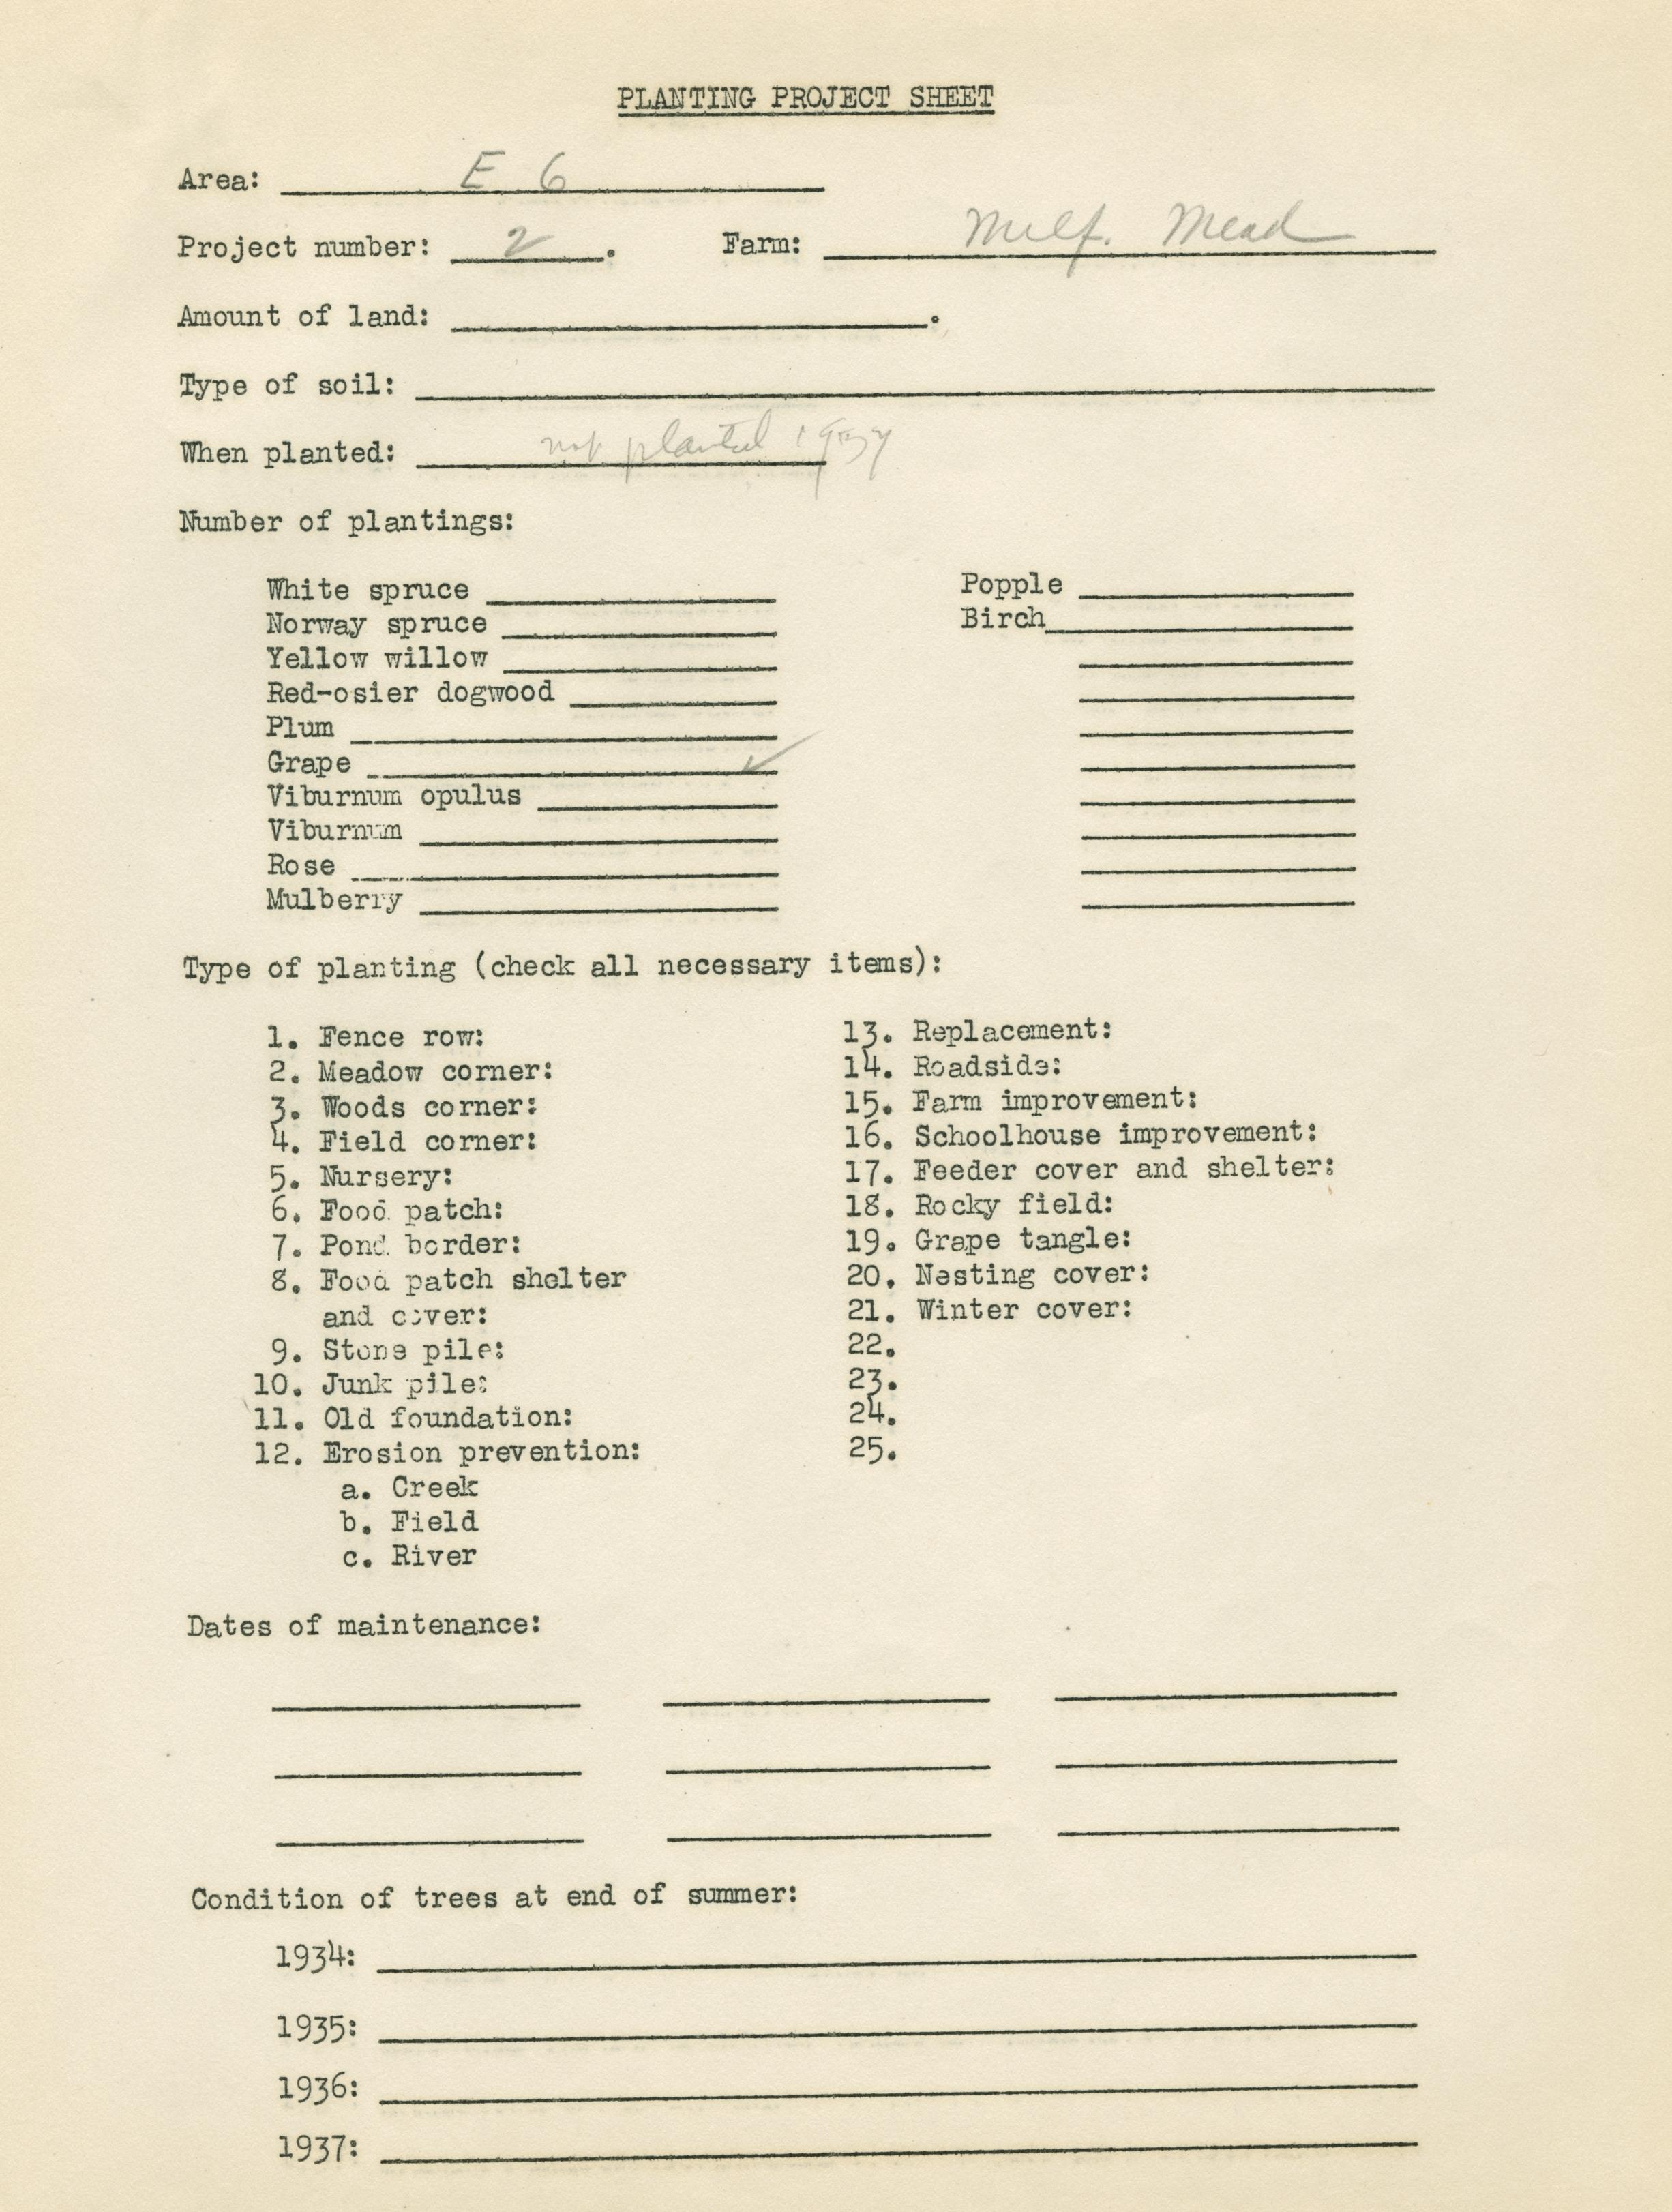 PLANTING PROJECT SHEET
Area: E 6
Project number: 2. Farm: Milf. Mead
Amount of land: .
Type of soil:
When planted: not planted 1937
Number of plantings:
White spruce Popple
Norway spruce Birch
Yellow willow
Red-osier dogwood
Plum
Grape ✓
Viburnum opulus
Viburnum
Rose
Mulberry
Type of planting (check all necessary items):
1. Fence row: 13. Replacement:
2. Meadow corner: 14. Roadside:
3. Woods corner: 15. Farm improvement:
4. Field corner: 16. Schoolhouse improvement:
5. Nursery: 17. Feeder cover and shelter:
6. Food patch: 18. Rocky field:
7. Pond border: 19. Grape tangle:
8. Food patch shelter 20. Nesting cover:
and cover: 21. Winter cover:
9. Stone pile: 22.
10. Junk pile: 23.
11. Old foundation: 24.
12. Erosion prevention: 25.
a. Creek
b. Field
c. River
Dates of maintenance:
Condition of trees at end of summer:
1934:
1935:
1936:
1937: